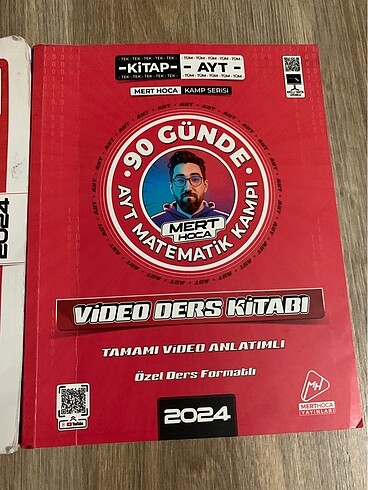 TEK - TEK - TEK - TEK - TEK
-KİTAP-
TEK - TEK - TEK - TEK - TEK
TÜM - TÜM - TÜM - TÜM - TÜM
- AYT -
TÜM - TÜM - TÜM - TÜM - TÜM
MERT HOCA
KAMP SERİSİ
90 GÜNDE
AYT MATEMATİK KAMPI
MERT
HOCA
VİDEO DERS KİTABI
TAMAMI VİDEO ANLATIMLI
Özel Ders Formatlı
YouTube
2024
MH
MERTHOCA
YAYINLARI
2024